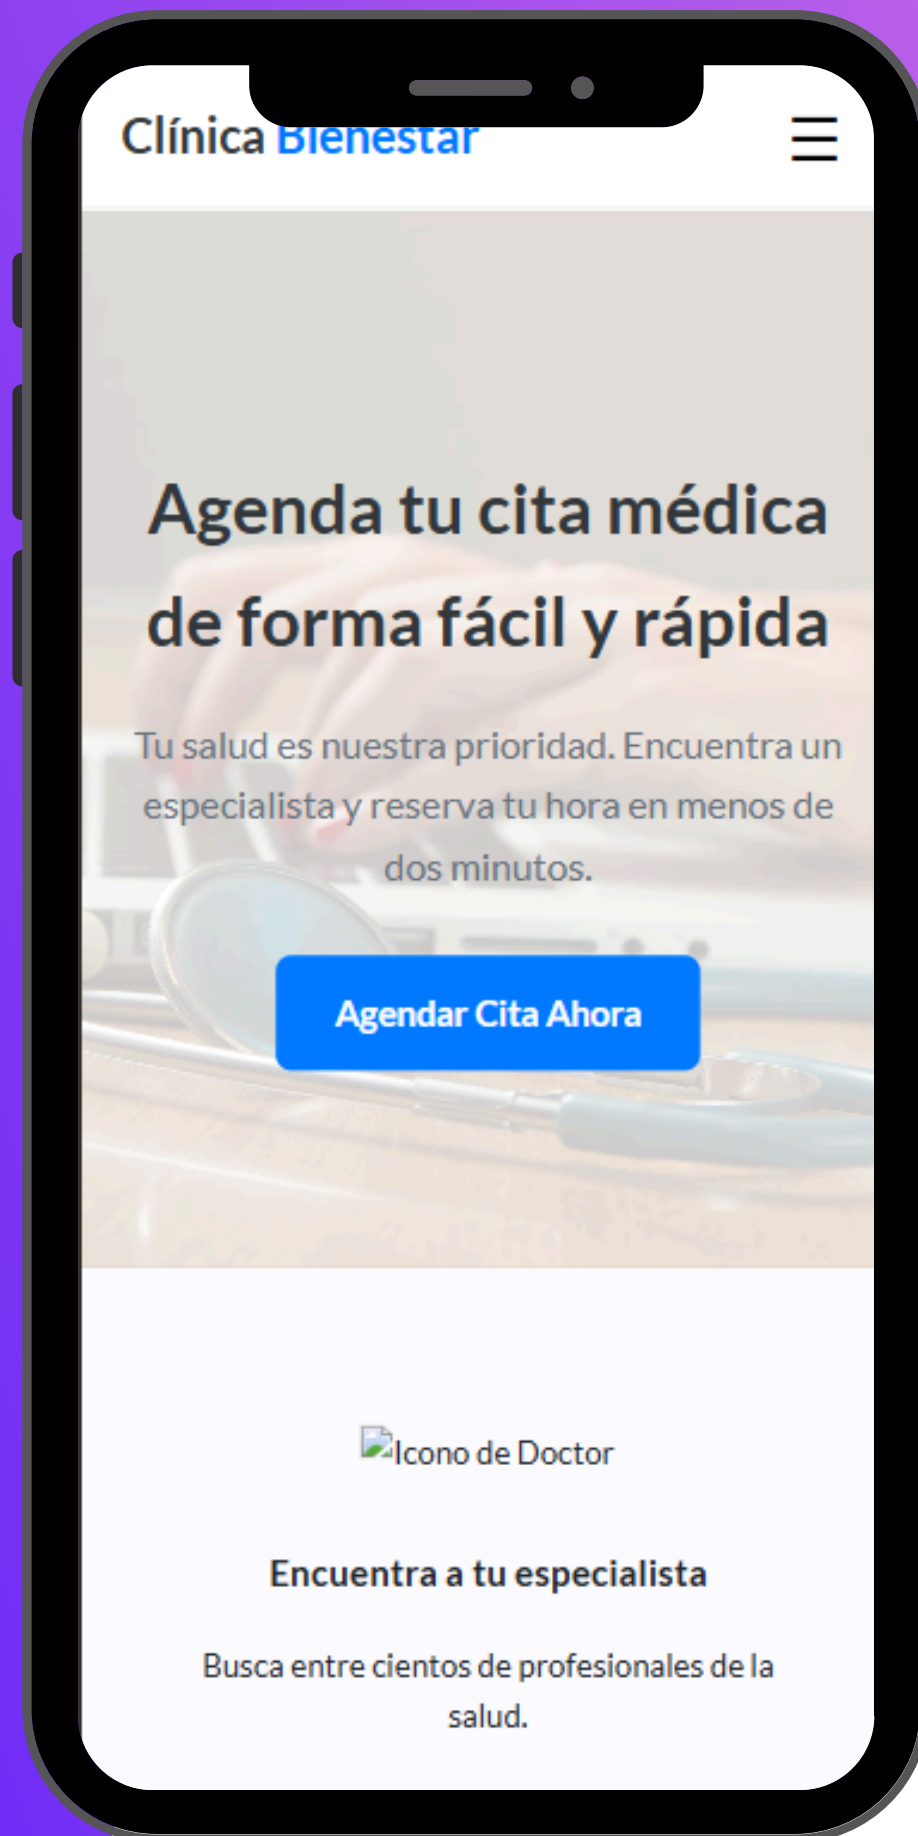 Clínica Bienestar
Agenda tu cita médica
de forma fácil y rápida
Tu salud es nuestra prioridad. Encuentra un
especialista y reserva tu hora en menos de
dos minutos.
Agendar Cita Ahora
Icono de Doctor
Encuentra a tu especialista
Busca entre cientos de profesionales de la
salud.